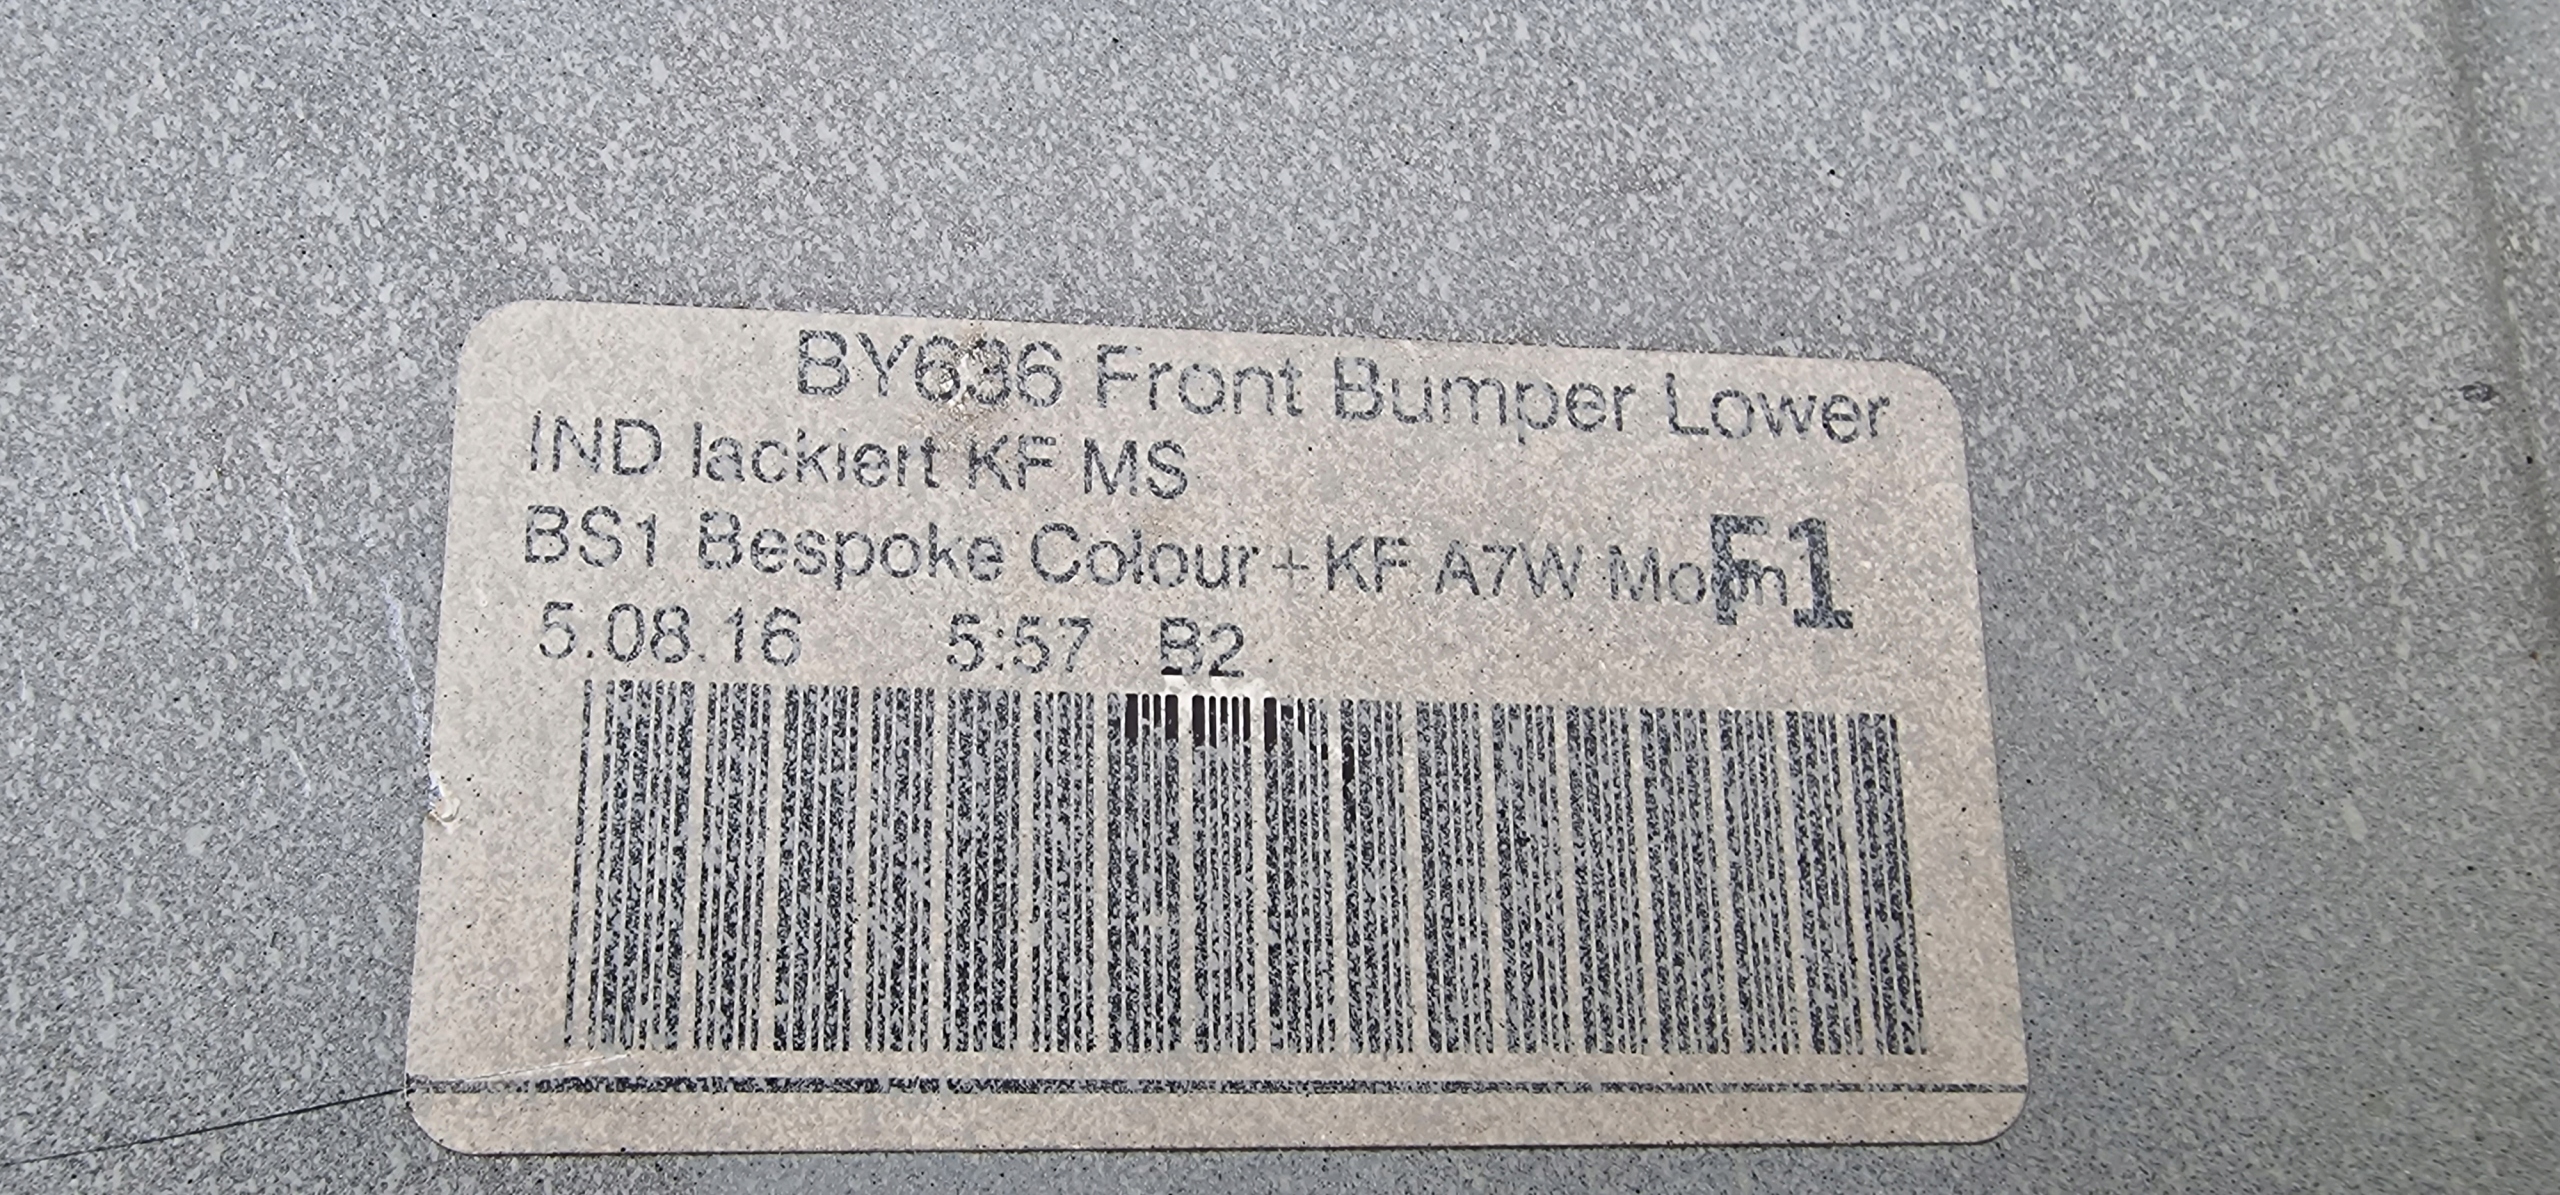 BY636 Front Bumper Lower
IND lackiert KF MS
BS1 Bespoke Colour+KF A7W Moon
F1
5.08.16 5:57 B2